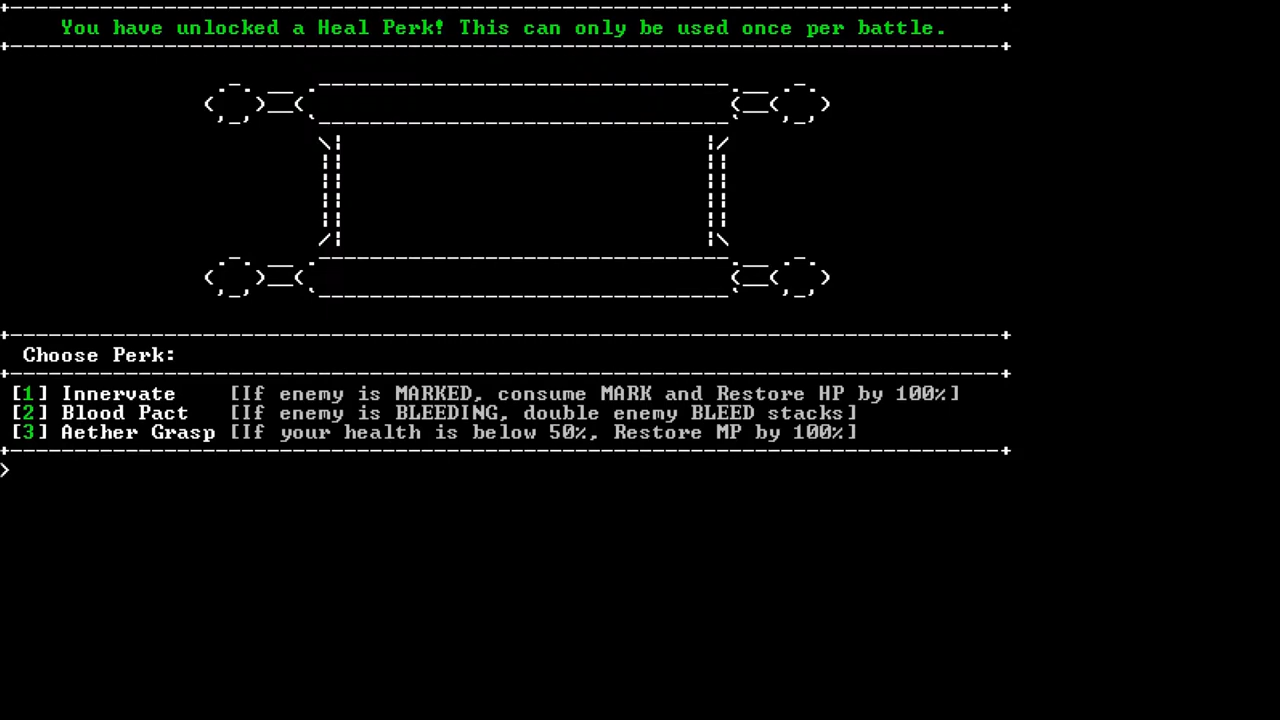 You have unlocked a Heal Perk! This can only be used once per battle.
Choose Perk:
[1] Innervate [If enemy is MARKED, consume MARK and Restore HP by 100%]
[2] Blood Pact [If enemy is BLEEDING, double enemy BLEED stacks]
[3] Aether Grasp [If your health is below 50%, Restore MP by 100%]
>